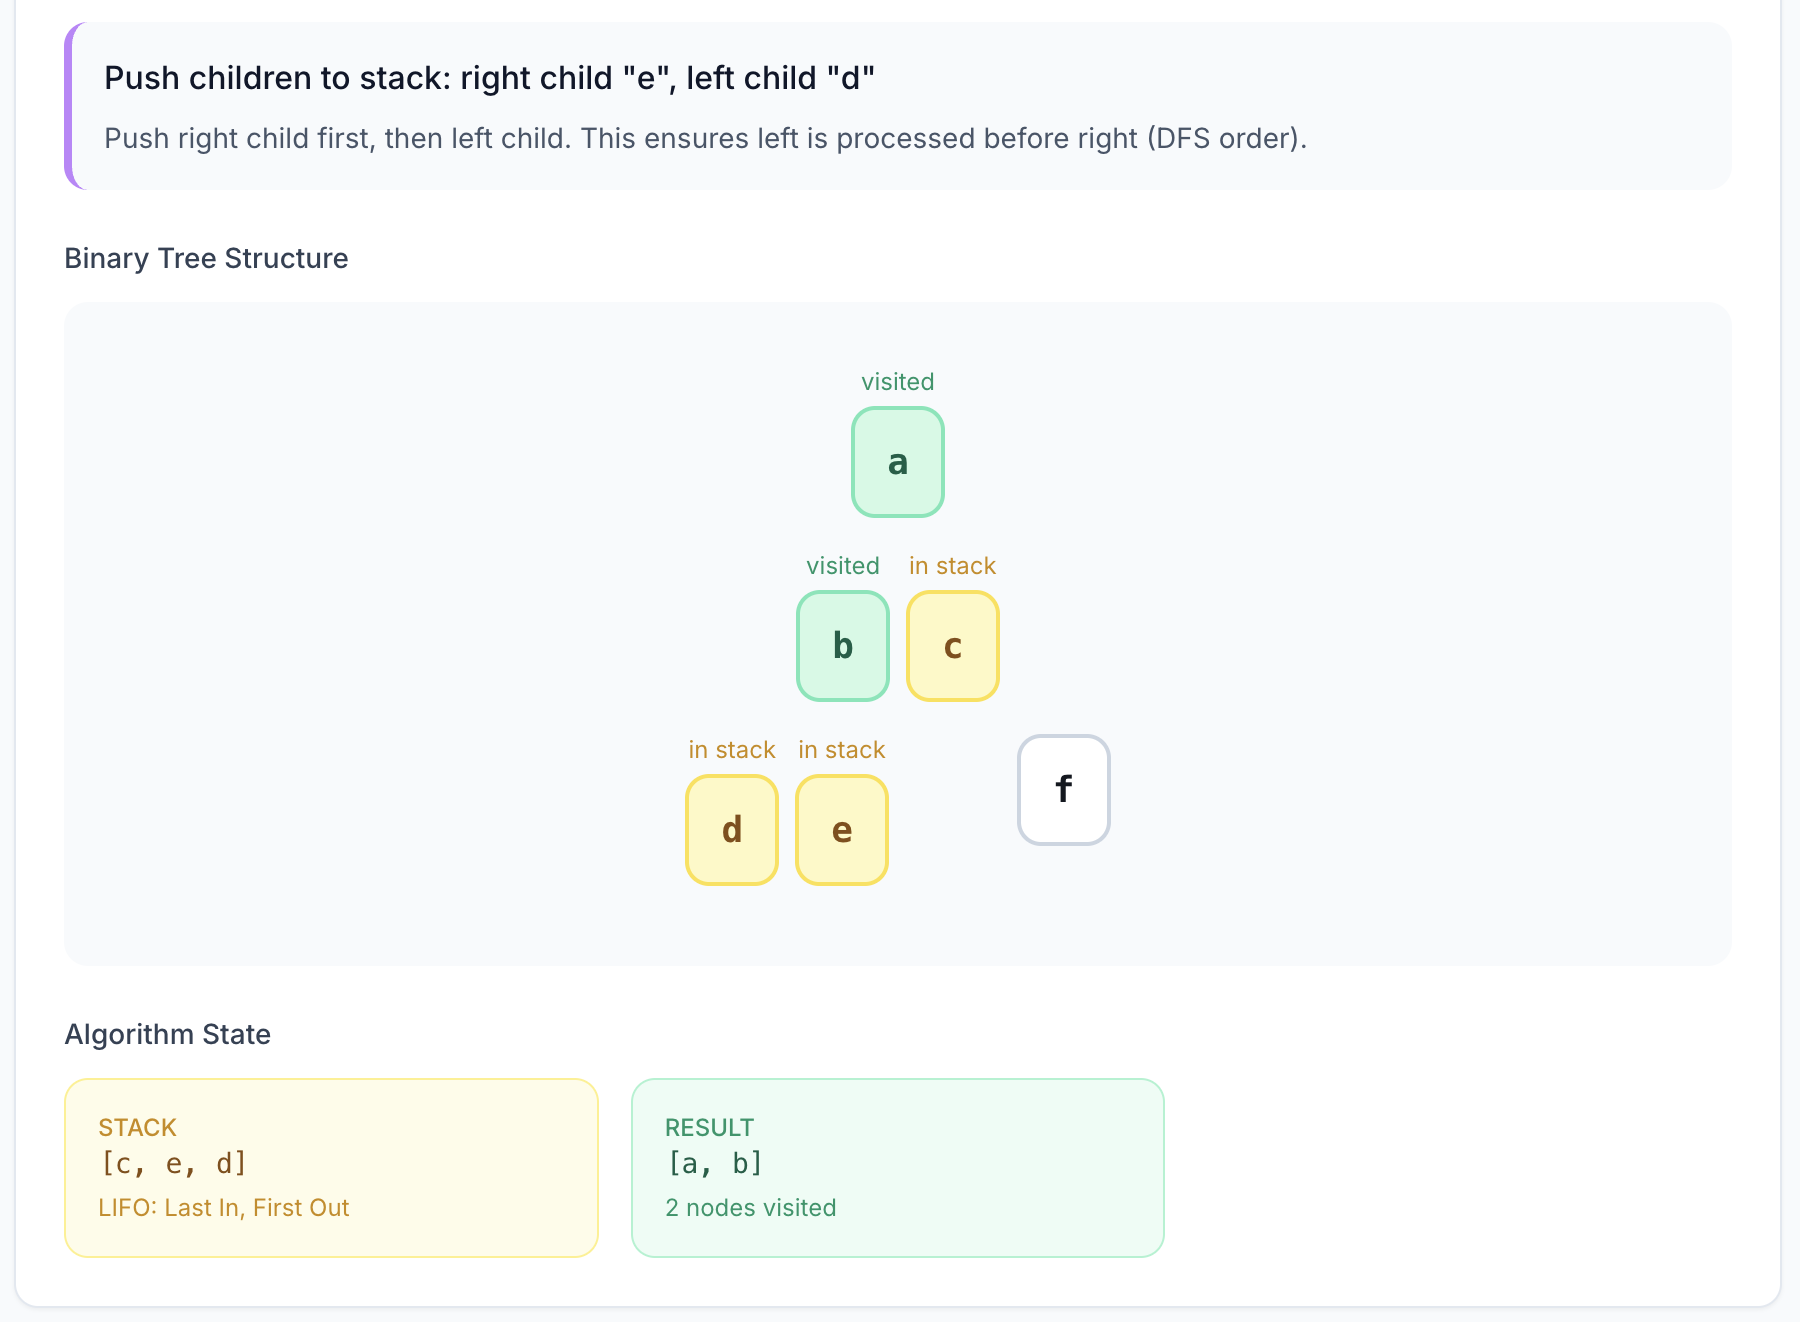 Push children to stack: right child "e", left child "d"
Push right child first, then left child. This ensures left is processed before right (DFS order).
Binary Tree Structure
visited
a
visited in stack
b c
in stack in stack
d e f
Algorithm State
STACK
[c, e, d]
LIFO: Last In, First Out
RESULT
[a, b]
2 nodes visited